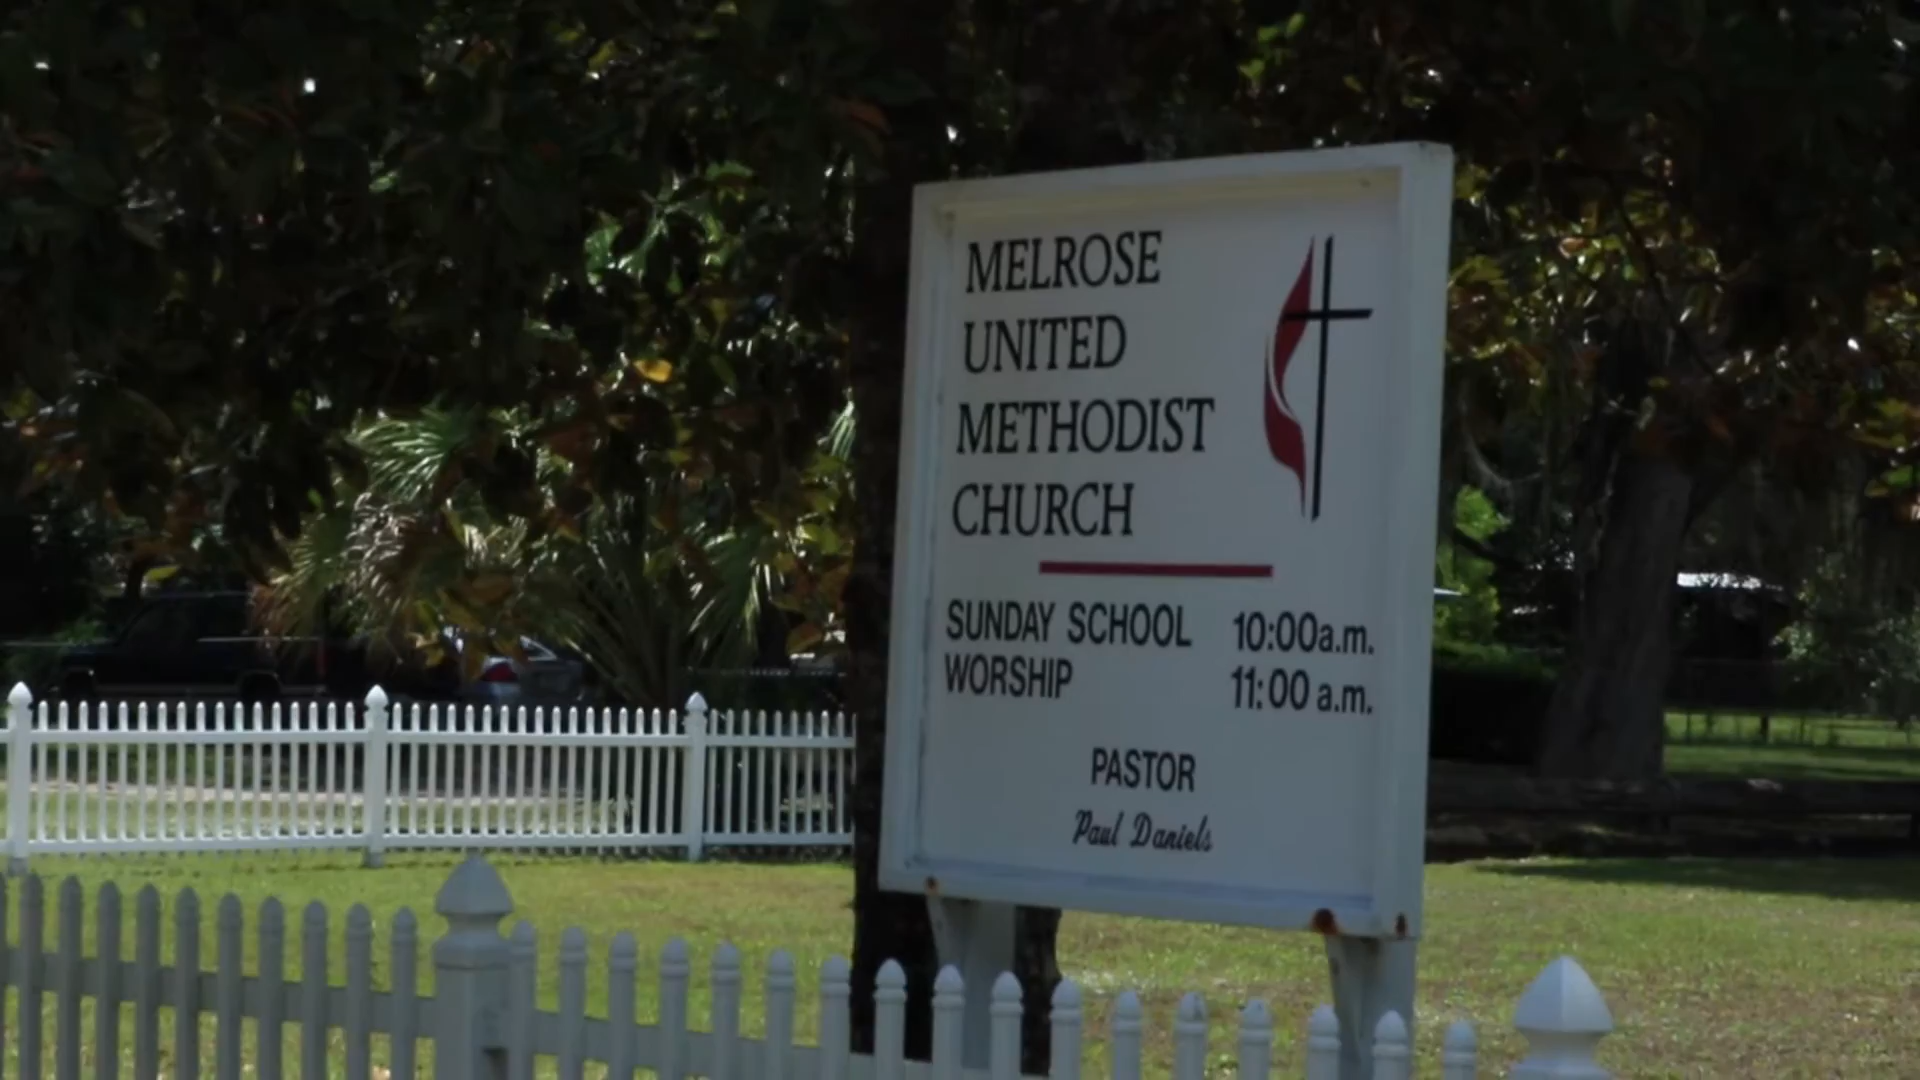 MELROSE
UNITED
METHODIST
CHURCH
SUNDAY SCHOOL 10:00a.m.
WORSHIP 11:00 a.m.
PASTOR
Paul Daniels